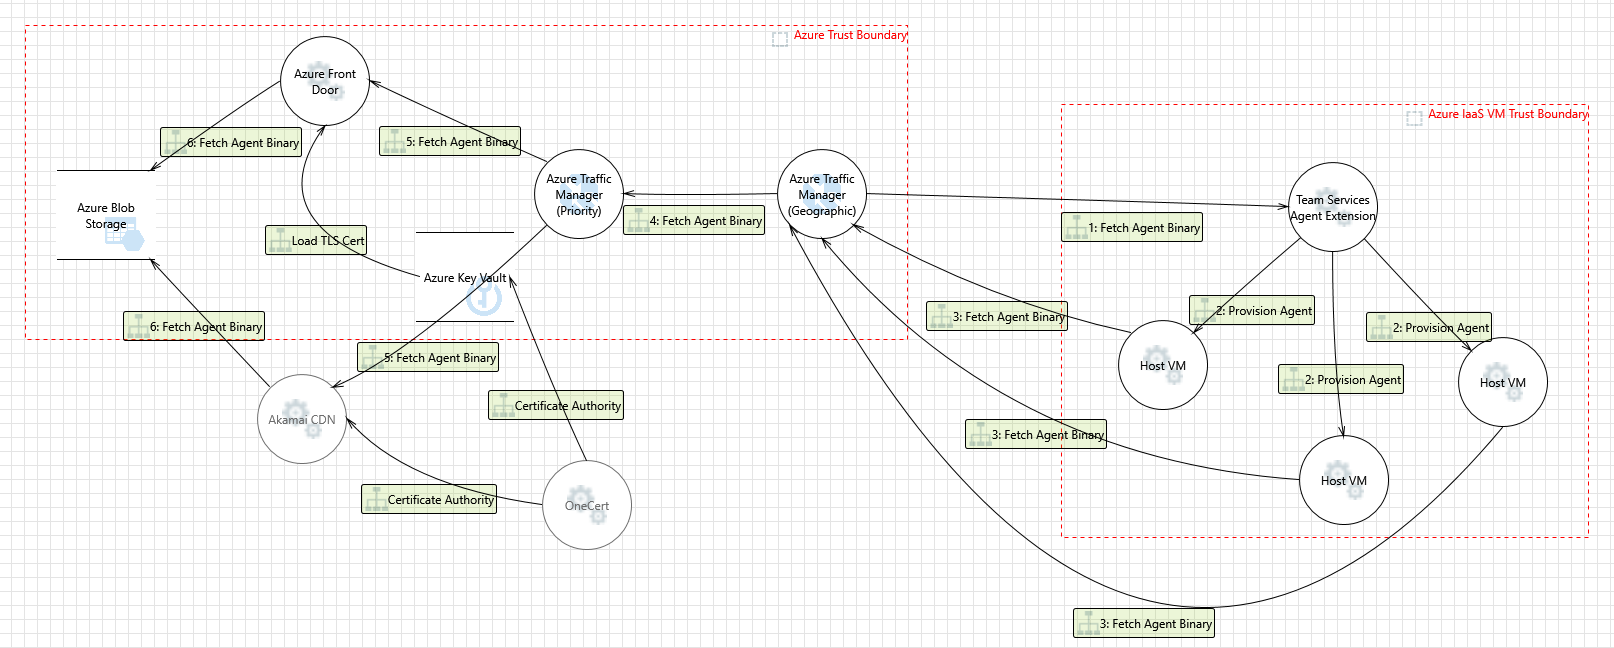 Azure Trust Boundary
Azure Front
Door
Azure IaaS VM Trust Boundary
6: Fetch Agent Binary
5: Fetch Agent Binary
Azure Traffic
Manager
(Priority)
Azure Traffic
Manager
(Geographic)
Team Services
Agent Extension
Azure Blob
Storage
4: Fetch Agent Binary
1: Fetch Agent Binary
Load TLS Cert
Azure Key Vault
3: Fetch Agent Binary
2: Provision Agent
2: Provision Agent
6: Fetch Agent Binary
5: Fetch Agent Binary
Host VM
2: Provision Agent
Host VM
Certificate Authority
Akamai CDN
3: Fetch Agent Binary
Host VM
Certificate Authority
OneCert
3: Fetch Agent Binary